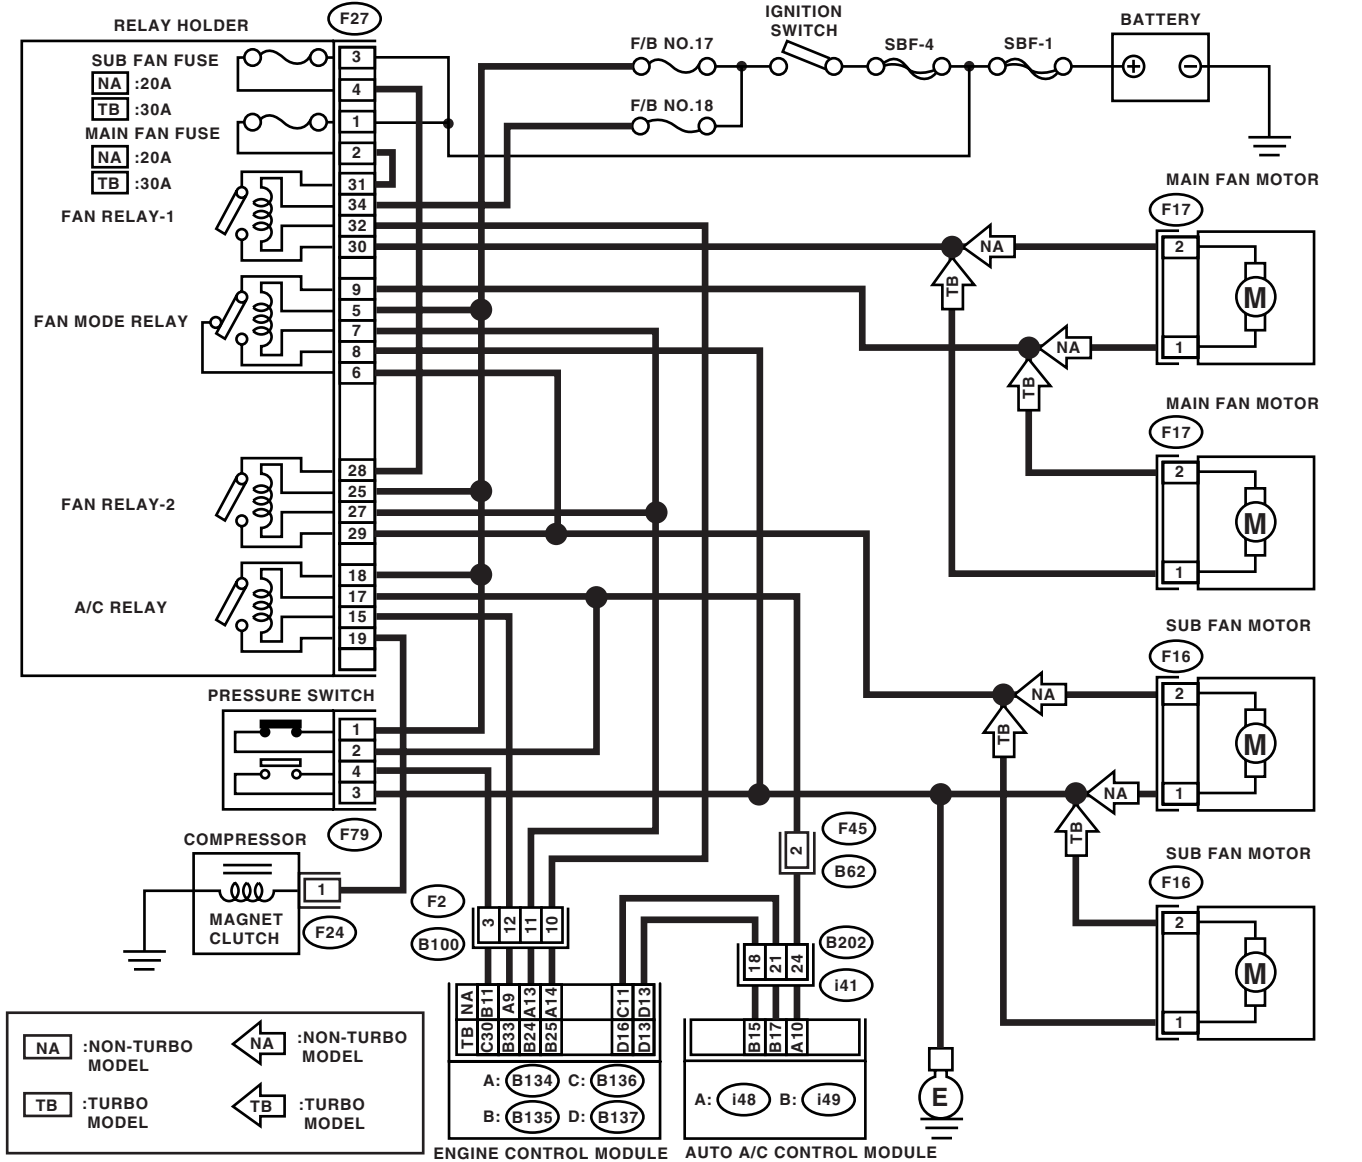 RELAY HOLDER
F27
IGNITION
SWITCH
BATTERY
SUB FAN FUSE
NA :20A
TB :30A
MAIN FAN FUSE
NA :20A
TB :30A
FAN RELAY-1
FAN MODE RELAY
FAN RELAY-2
A/C RELAY
3
4
1
2
31
34
32
30
9
5
7
8
6
28
25
27
29
18
17
15
19
F/B NO.17
F/B NO.18
SBF-4
SBF-1
+
−
MAIN FAN MOTOR
F17
2
1
M
NA
TB
NA
TB
MAIN FAN MOTOR
F17
2
1
M
SUB FAN MOTOR
F16
2
1
M
NA
TB
NA
TB
SUB FAN MOTOR
F16
2
1
M
PRESSURE SWITCH
1
2
4
3
F79
COMPRESSOR
1
MAGNET
CLUTCH
F24
F2
B100
3 12 11 10
F45
2
B62
B202
18 21 24
i41
NA B11 A9 A13 A14 C11 D13
TB C30 B33 B24 B25 D16 D13
A: B134 C: B136
B: B135 D: B137
ENGINE CONTROL MODULE
B15 B17 A10
A: i48 B: i49
AUTO A/C CONTROL MODULE
E
NA :NON-TURBO
MODEL
NA :NON-TURBO
MODEL
TB :TURBO
MODEL
TB :TURBO
MODEL